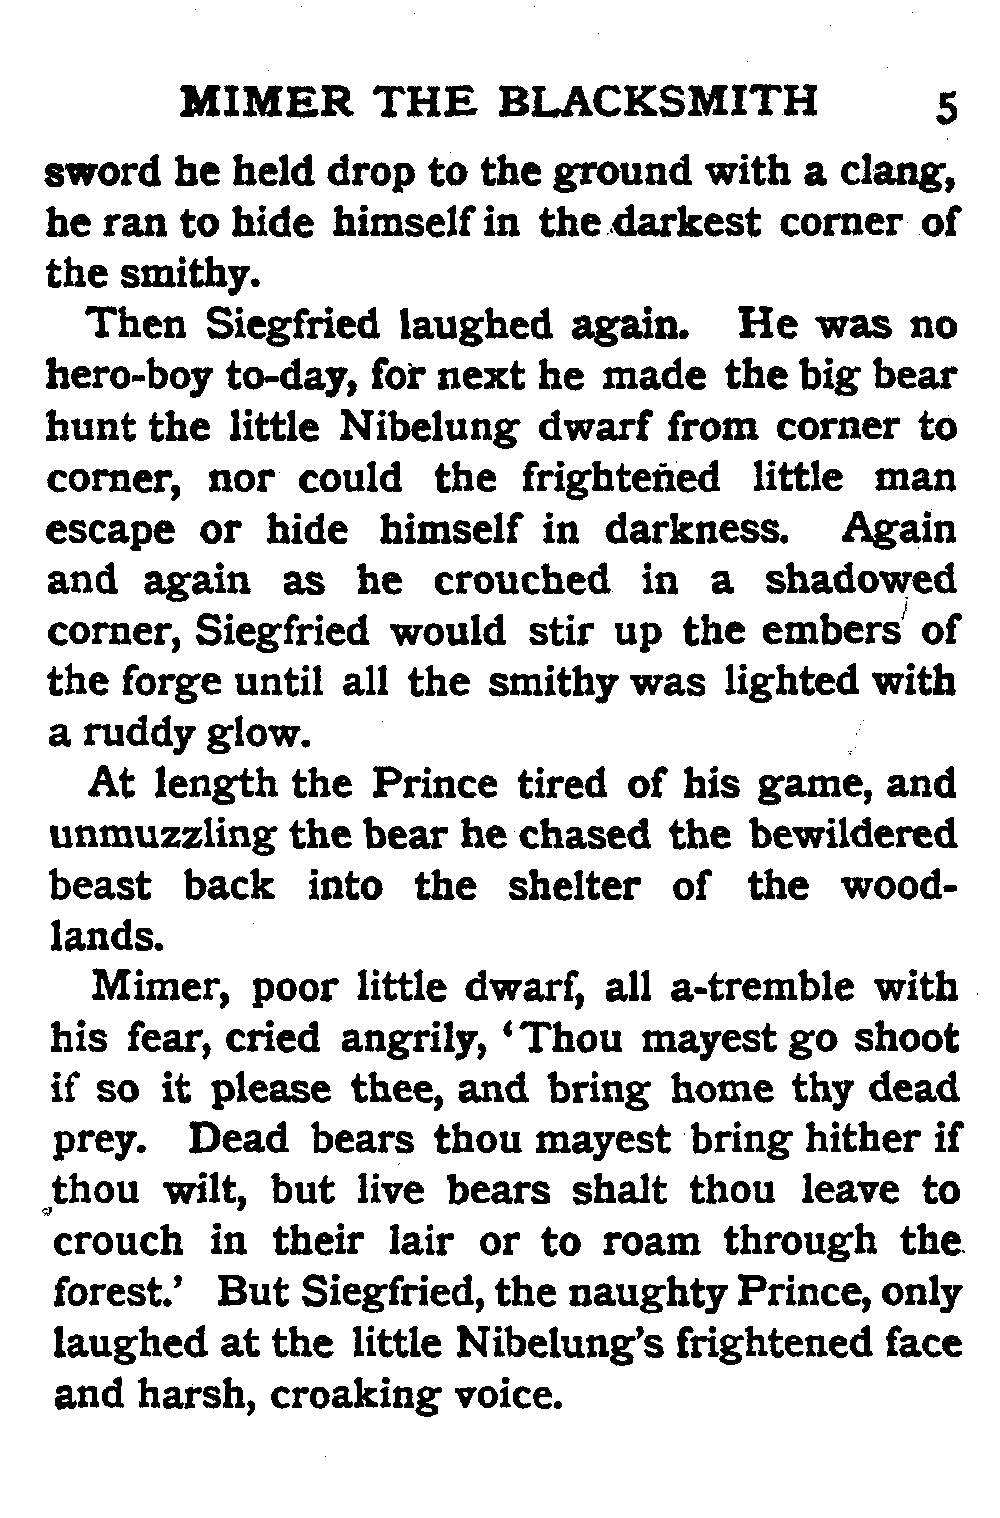 MIMER THE BLACKSMITH 5
sword he held drop to the ground with a clang,
he ran to hide himself in the darkest corner of
the smithy.
Then Siegfried laughed again. He was no
hero-boy to-day, for next he made the big bear
hunt the little Nibelung dwarf from corner to
corner, nor could the frightened little man
escape or hide himself in darkness. Again
and again as he crouched in a shadowed
corner, Siegfried would stir up the embers of
the forge until all the smithy was lighted with
a ruddy glow.
At length the Prince tired of his game, and
unmuzzling the bear he chased the bewildered
beast back into the shelter of the wood-
lands.
Mimer, poor little dwarf, all a-tremble with
his fear, cried angrily, ‘Thou mayest go shoot
if so it please thee, and bring home thy dead
prey. Dead bears thou mayest bring hither if
thou wilt, but live bears shalt thou leave to
crouch in their lair or to roam through the
forest.’ But Siegfried, the naughty Prince, only
laughed at the little Nibelung’s frightened face
and harsh, croaking voice.